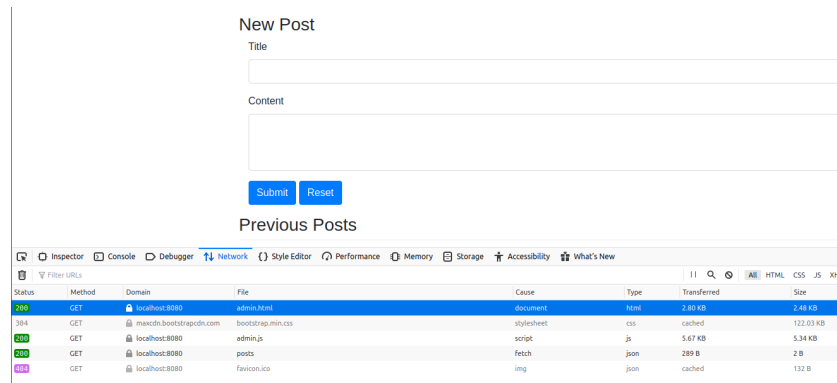 New Post
Title
Content
Submit Reset
Previous Posts
Inspector Console Debugger Network Style Editor Performance Memory Storage Accessibility What's New
Filter URLs All HTML CSS JS XH
Status Method Domain File Cause Type Transferred Size
200 GET localhost:8080 admin.html document html 2.80 KB 2.48 KB
304 GET maxcdn.bootstrapcdn.com bootstrap.min.css stylesheet css cached 122.03 KB
200 GET localhost:8080 admin.js script js 5.67 KB 5.34 KB
200 GET localhost:8080 posts fetch json 289 B 2 B
404 GET localhost:8080 favicon.ico img json cached 132 B